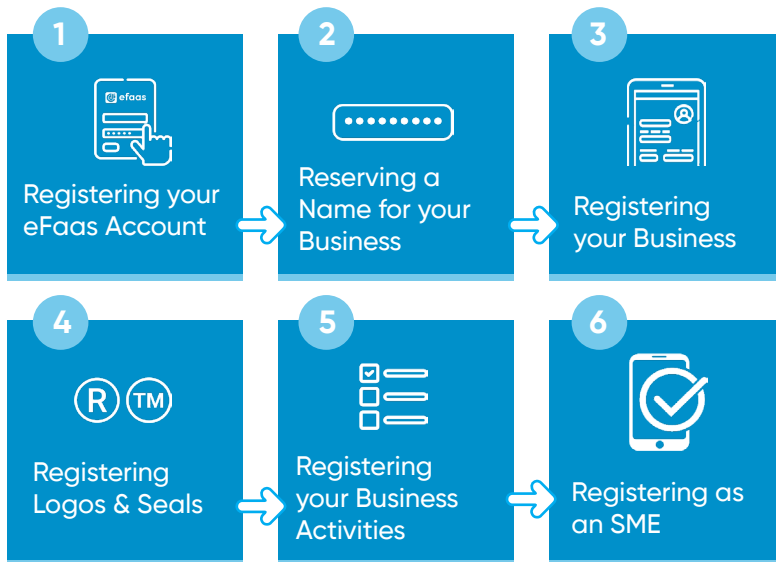 1
efaas
Registering your
eFaas Account
2
Reserving a
Name for your
Business
3
Registering
your Business
4
R TM
Registering
Logos & Seals
5
Registering
your Business
Activities
6
Registering as
an SME